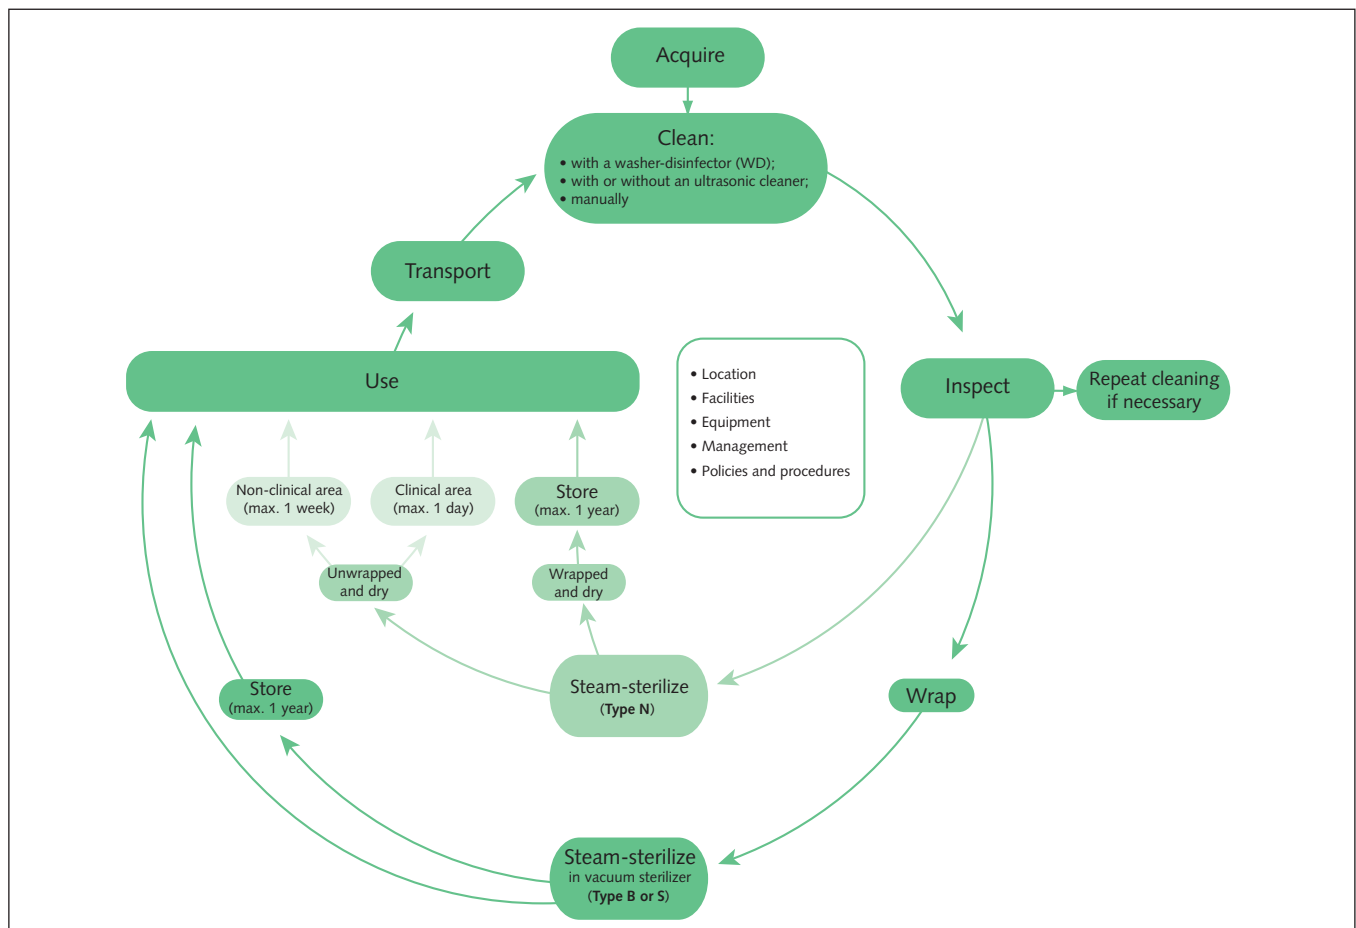 Acquire
Clean:
• with a washer-disinfector (WD);
• with or without an ultrasonic cleaner;
• manually
Transport
Use
• Location
• Facilities
• Equipment
• Management
• Policies and procedures
Inspect
Repeat cleaning
if necessary
Non-clinical area
(max. 1 week)
Clinical area
(max. 1 day)
Store
(max. 1 year)
Unwrapped
and dry
Wrapped
and dry
Steam-sterilize
(Type N)
Store
(max. 1 year)
Wrap
Steam-sterilize
in vacuum sterilizer
(Type B or S)